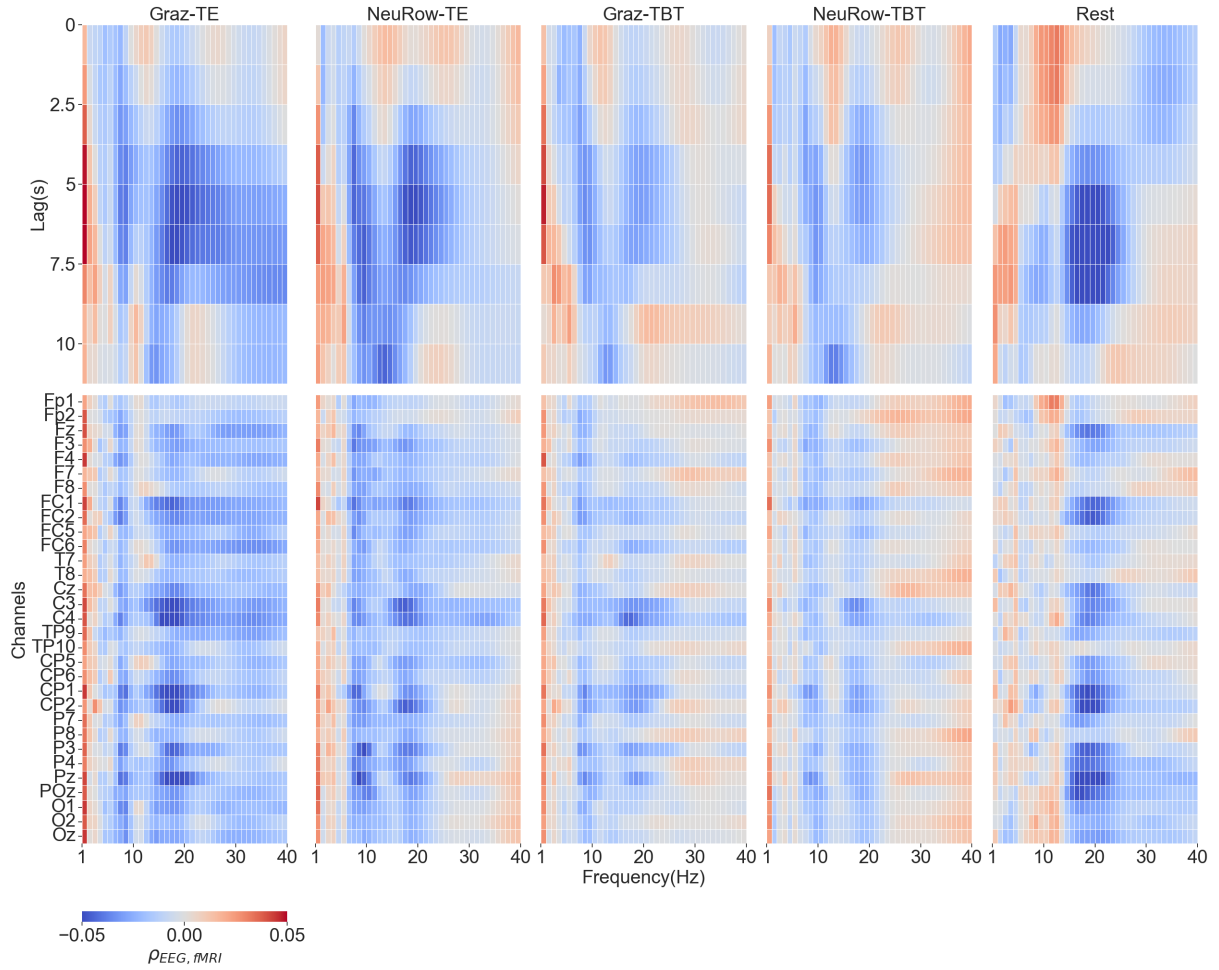 Graz-TE NeuRow-TE Graz-TBT NeuRow-TBT Rest
Lag(s)
0
2.5
5
7.5
10
Channels
Fp1
Fp2
Fz
F3
F4
F7
F8
FC1
FC2
FC5
FC6
T7
T8
Cz
C3
C4
TP9
TP10
CP5
CP6
CP1
CP2
P7
P8
P3
P4
Pz
POz
O1
O2
Oz
1 10 20 30 40 1 10 20 30 40 1 10 20 30 40 1 10 20 30 40 1 10 20 30 40
Frequency(Hz)
−0.05 0.00 0.05
ρEEG, fMRI